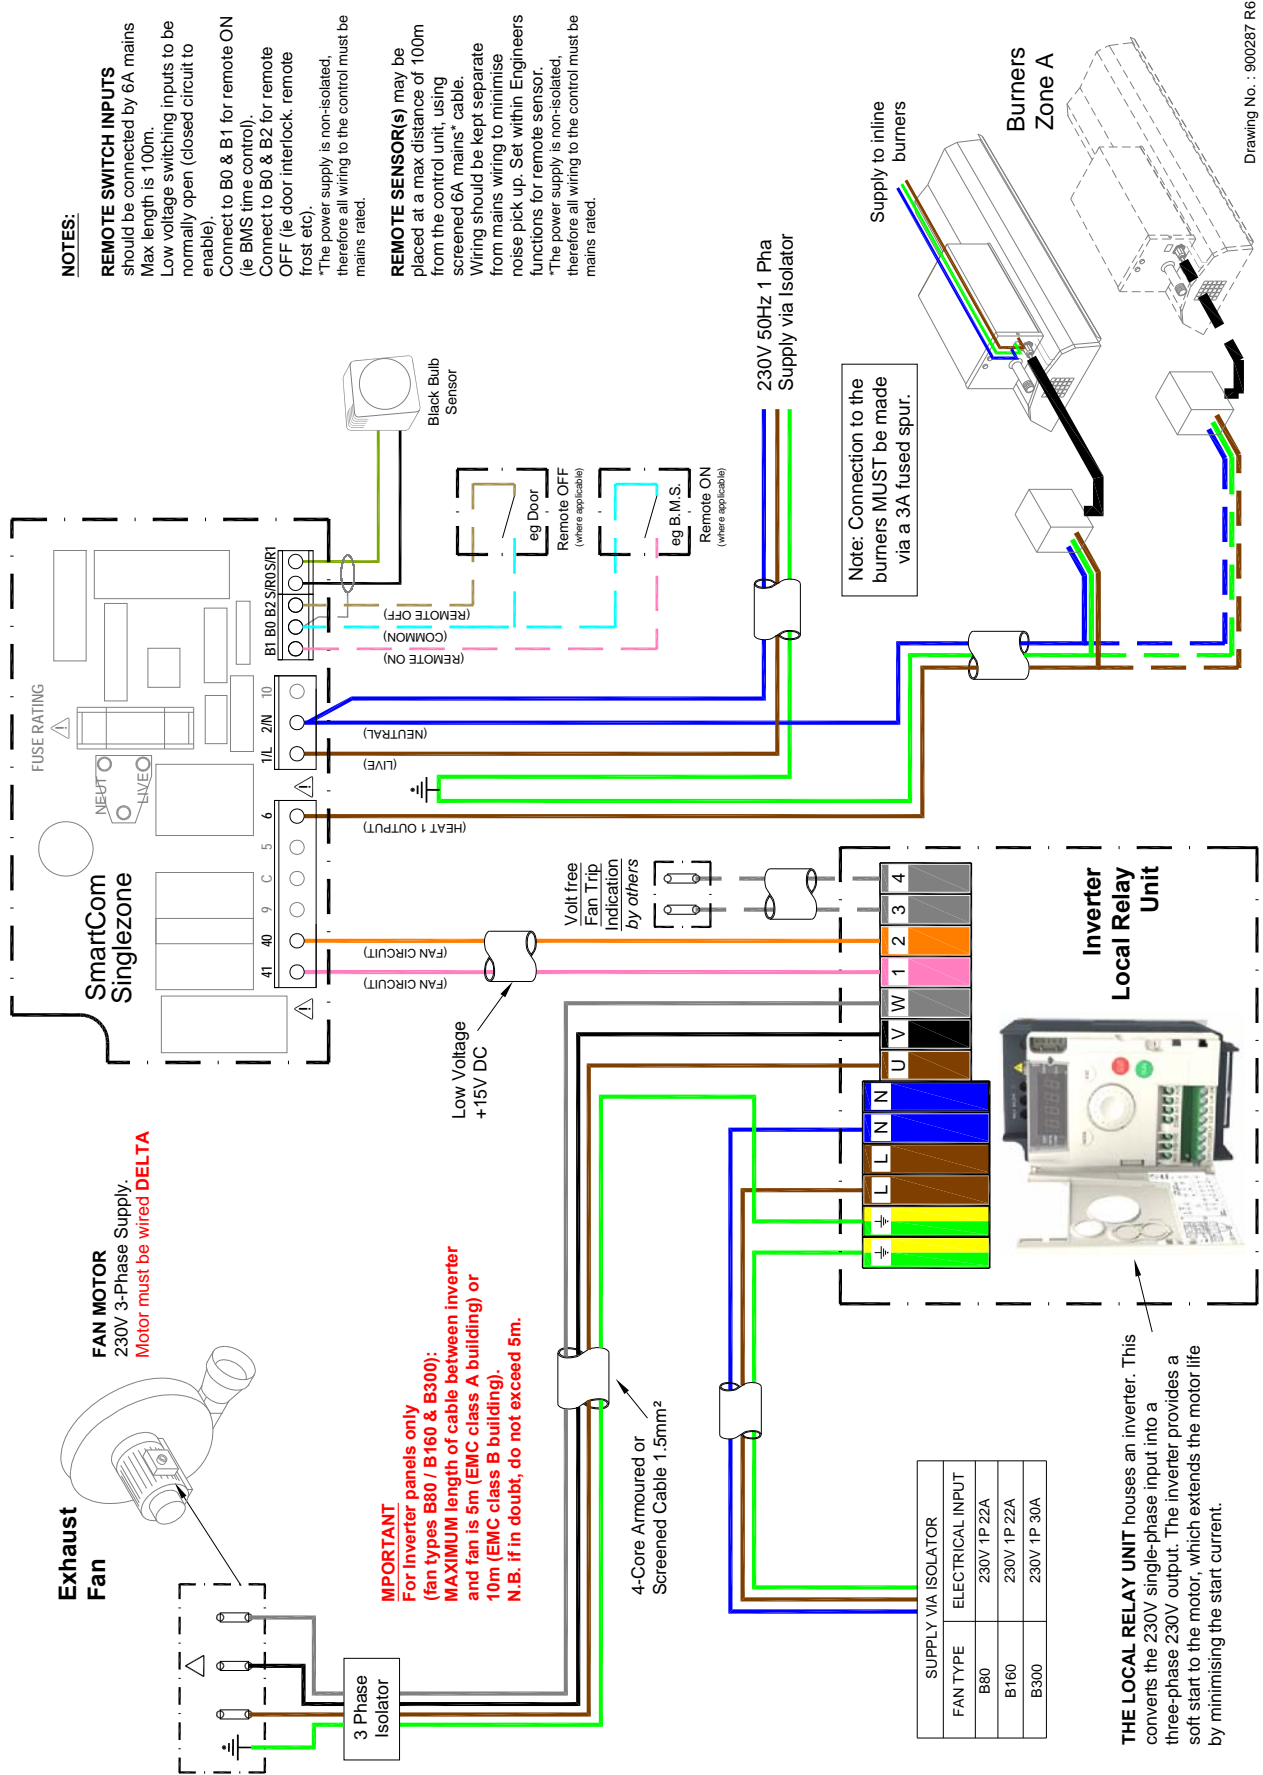 NOTES:
REMOTE SWITCH INPUTS
should be connected by 6A mains
Max length is 100m.
Low voltage switching inputs to be
normally open (closed circuit to
enable).
Connect to B0 & B1 for remote ON
(ie BMS time control).
Connect to B0 & B2 for remote
OFF (ie door interlock. remote
frost etc).
*The power supply is non-isolated,
therefore all wiring to the control must be
mains rated.
REMOTE SENSOR(s) may be
placed at a max distance of 100m
from the control unit, using
screened 6A mains* cable.
Wiring should be kept separate
from mains wiring to minimise
noise pick up. Set within Engineers
functions for remote sensor.
*The power supply is non-isolated,
therefore all wiring to the control must be
mains rated.
SmartCom
Singlezone
FUSE RATING
NEUT
LIVE
41
40
9
C
5
6
1/L
2/N
10
B1
B0
B2
S/R0
S/R1
(FAN CIRCUIT)
(FAN CIRCUIT)
(HEAT 1 OUTPUT)
(LIVE)
(NEUTRAL)
(REMOTE ON)
(COMMON)
(REMOTE OFF)
Black Bulb
Sensor
eg Door
Remote OFF
(where applicable)
eg B.M.S.
Remote ON
(where applicable)
230V 50Hz 1 Pha
Supply via Isolator
Note: Connection to the
burners MUST be made
via a 3A fused spur.
Supply to inline
burners
Burners
Zone A
Drawing No. : 900287 R6
Exhaust
Fan
FAN MOTOR
230V 3-Phase Supply.
Motor must be wired DELTA
3 Phase
Isolator
MPORTANT
For Inverter panels only
(fan types B80 / B160 & B300):
MAXIMUM length of cable between inverter
and fan is 5m (EMC class A building) or
10m (EMC class B building).
N.B. if in doubt, do not exceed 5m.
Low Voltage
+15V DC
Volt free
Fan Trip
Indication
by others
4-Core Armoured or
Screened Cable 1.5mm²
L
L
N
N
U
V
W
1
2
3
4
Inverter
Local Relay
Unit
SUPPLY VIA ISOLATOR
FAN TYPE ELECTRICAL INPUT
B80 230V 1P 22A
B160 230V 1P 22A
B300 230V 1P 30A
THE LOCAL RELAY UNIT houses an inverter. This
converts the 230V single-phase input into a
three-phase 230V output. The inverter provides a
soft start to the motor, which extends the motor life
by minimising the start current.